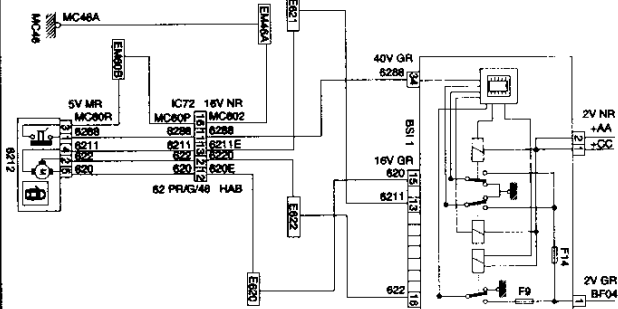 MC46
MC46A
EM46A
E621
EM60B
40V GR
6288 34
BSI 1
2V NR
2 +AA
1 +CC
5V MR
IC72 16V NR
MC60R MC60P 16 MC602
3
1 6288 6288 11 11 6288
4 6211 6211 13 6211E
2 622 622 2 6220
5 620 620 12 620E
6212
M
62 PR/G/48 HAB
E622
E620
16V GR
620 15
6211 13
622 16
F14
F9
2V GR
1 BF04